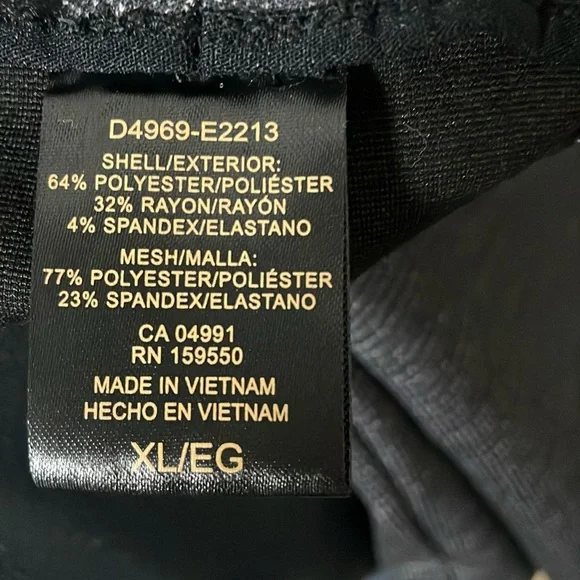 D4969-E2213
SHELL/EXTERIOR:
64% POLYESTER/POLIÉSTER
32% RAYON/RAYÓN
4% SPANDEX/ELASTANO
MESH/MALLA:
77% POLYESTER/POLIÉSTER
23% SPANDEX/ELASTANO
CA 04991
RN 159550
MADE IN VIETNAM
HECHO EN VIETNAM
XL/EG